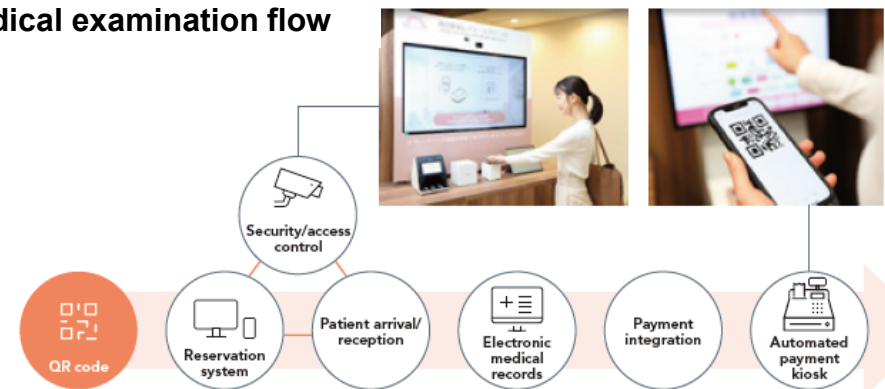 dical examination flow
Security/access
control
QR code
Reservation
system
Patient arrival/
reception
Electronic
medical
records
Payment
integration
Automated
payment
kiosk